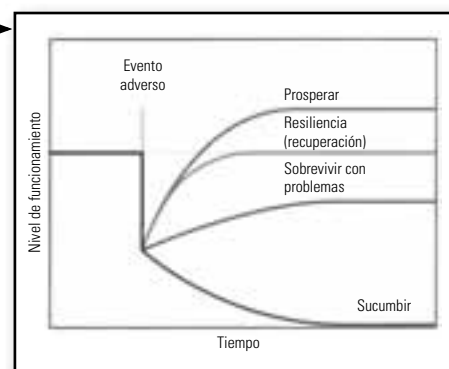 Evento
adverso
Prosperar
Resiliencia
(recuperación)
Sobrevivir con
problemas
Sucumbir
Nivel de funcionamiento
Tiempo